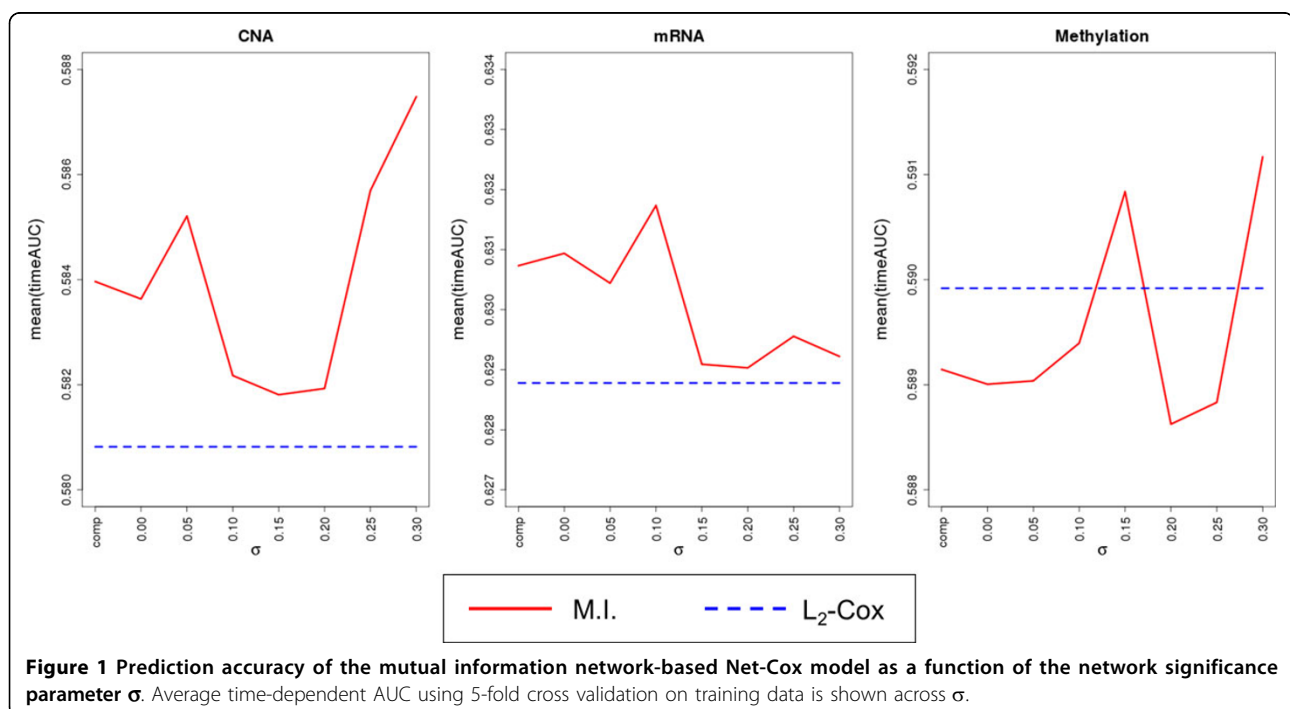 CNA
mean(timeAUC)
0.588
0.586
0.584
0.582
0.580
comp 0.00 0.05 0.10 0.15 0.20 0.25 0.30
σ
mRNA
mean(timeAUC)
0.634
0.633
0.632
0.631
0.630
0.629
0.628
0.627
comp 0.00 0.05 0.10 0.15 0.20 0.25 0.30
σ
Methylation
mean(timeAUC)
0.592
0.591
0.590
0.589
0.588
comp 0.00 0.05 0.10 0.15 0.20 0.25 0.30
σ
M.I. L₂-Cox
Figure 1 Prediction accuracy of the mutual information network-based Net-Cox model as a function of the network significance
parameter σ. Average time-dependent AUC using 5-fold cross validation on training data is shown across σ.